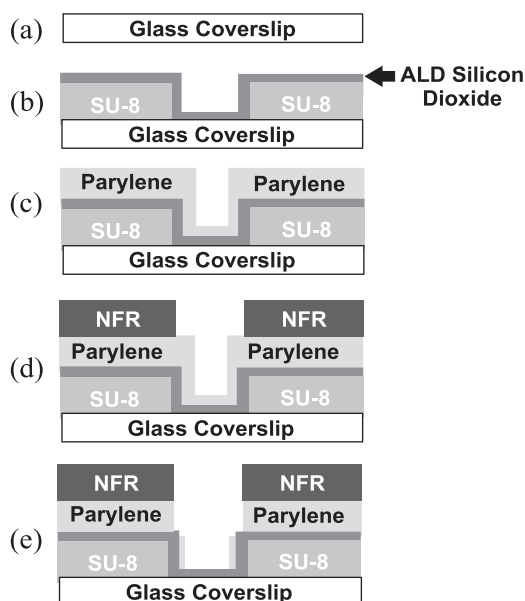 (a)
Glass Coverslip
(b)
ALD Silicon
Dioxide
SU-8 SU-8
Glass Coverslip
(c)
Parylene Parylene
SU-8 SU-8
Glass Coverslip
(d)
NFR NFR
Parylene Parylene
SU-8 SU-8
Glass Coverslip
(e)
NFR NFR
Parylene Parylene
SU-8 SU-8
Glass Coverslip